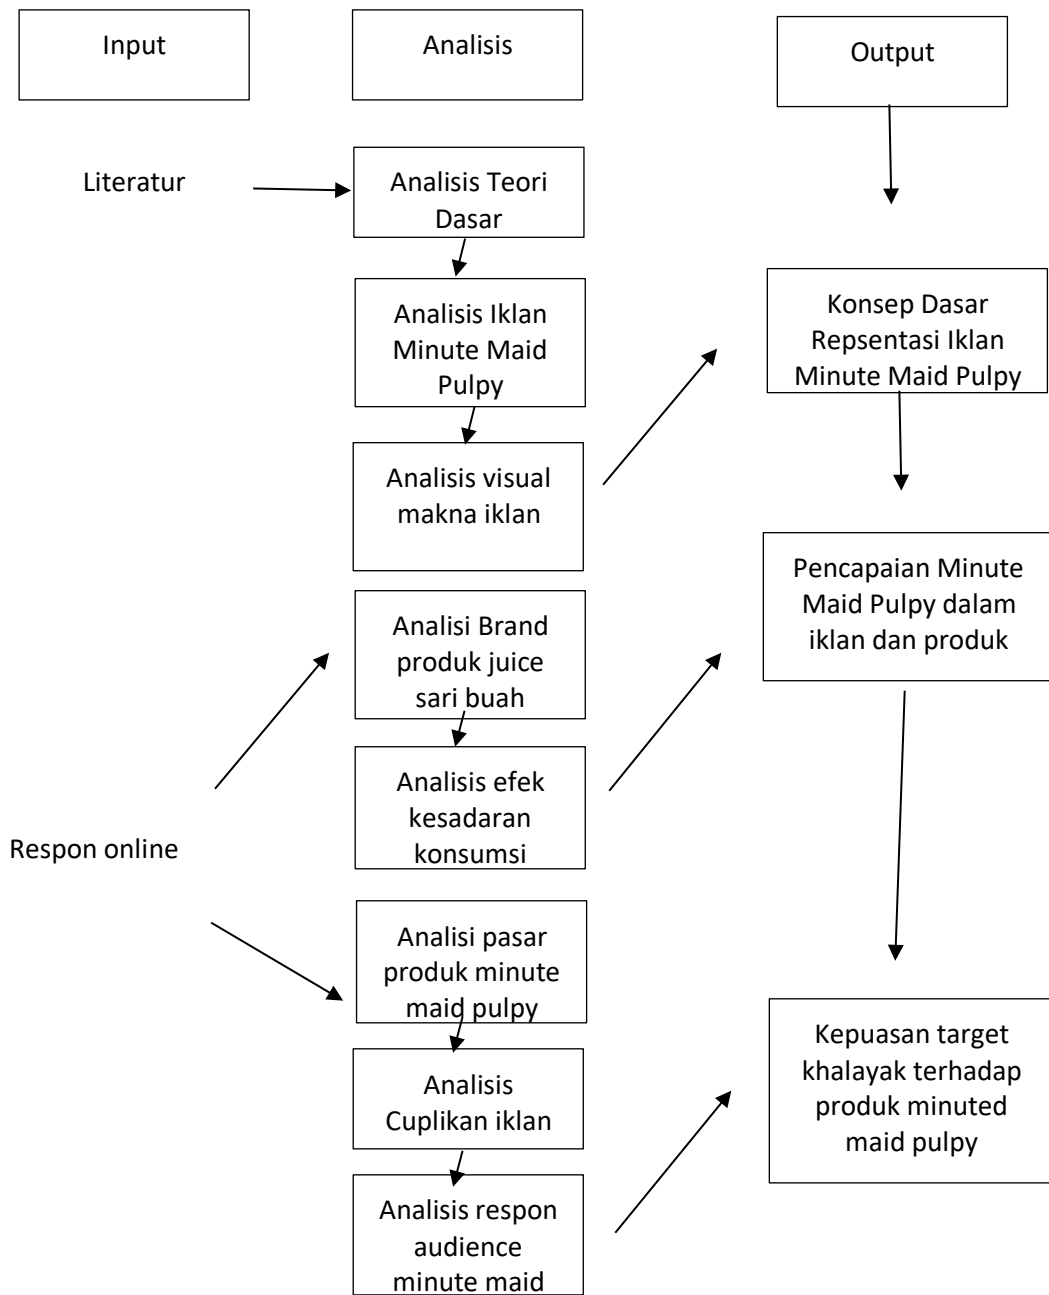 Input
Analisis
Output
Literatur
Analisis Teori
Dasar
Analisis Iklan
Minute Maid
Pulpy
Konsep Dasar
Repsentasi Iklan
Minute Maid Pulpy
Analisis visual
makna iklan
Pencapaian Minute
Maid Pulpy dalam
iklan dan produk
Analisi Brand
produk juice
sari buah
Analisis efek
kesadaran
konsumsi
Respon online
Analisi pasar
produk minute
maid pulpy
Analisis
Cuplikan iklan
Kepuasan target
khalayak terhadap
produk minuted
maid pulpy
Analisis respon
audience
minute maid